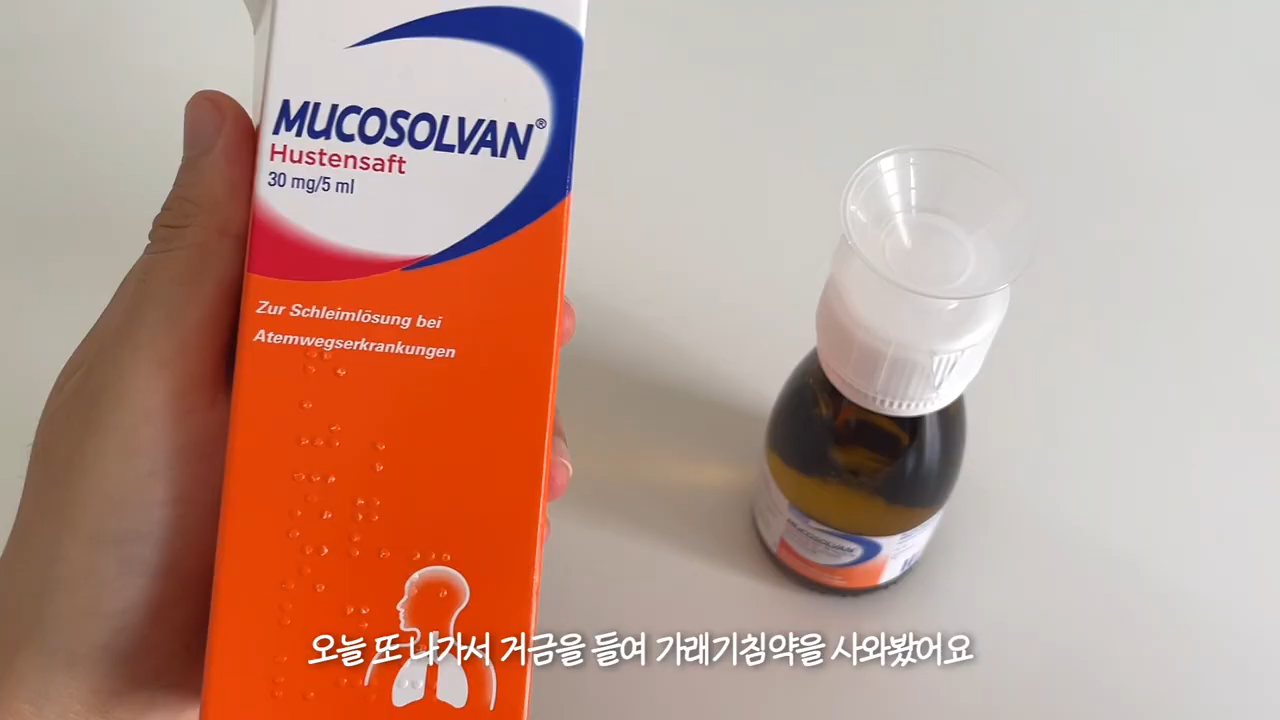 MUCOSOLVAN®
Hustensaft
30 mg/5 ml
Zur Schleimlösung bei
Atemwegserkrankungen
MUCOSOLVAN
오늘 또 나가서 거금을 들여 가래기침약을 사와봤어요